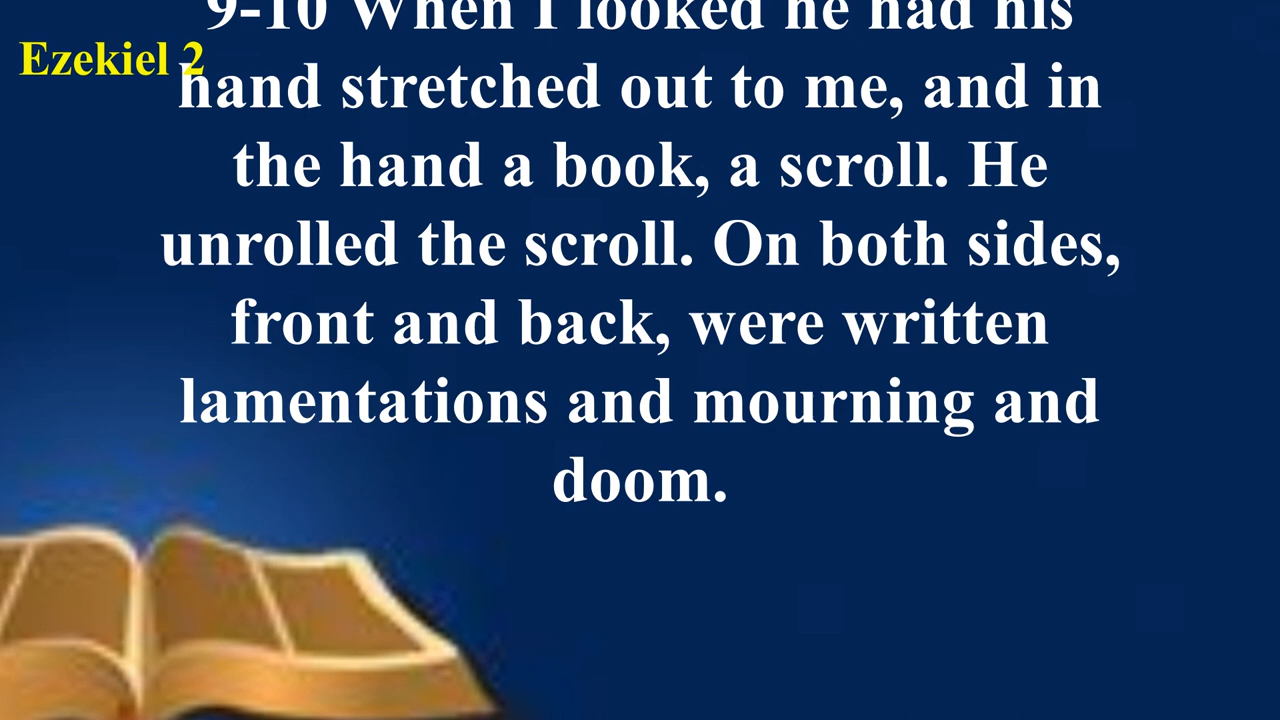 9-10 When I looked he had his
Ezekiel 2
hand stretched out to me, and in
the hand a book, a scroll. He
unrolled the scroll. On both sides,
front and back, were written
lamentations and mourning and
doom.